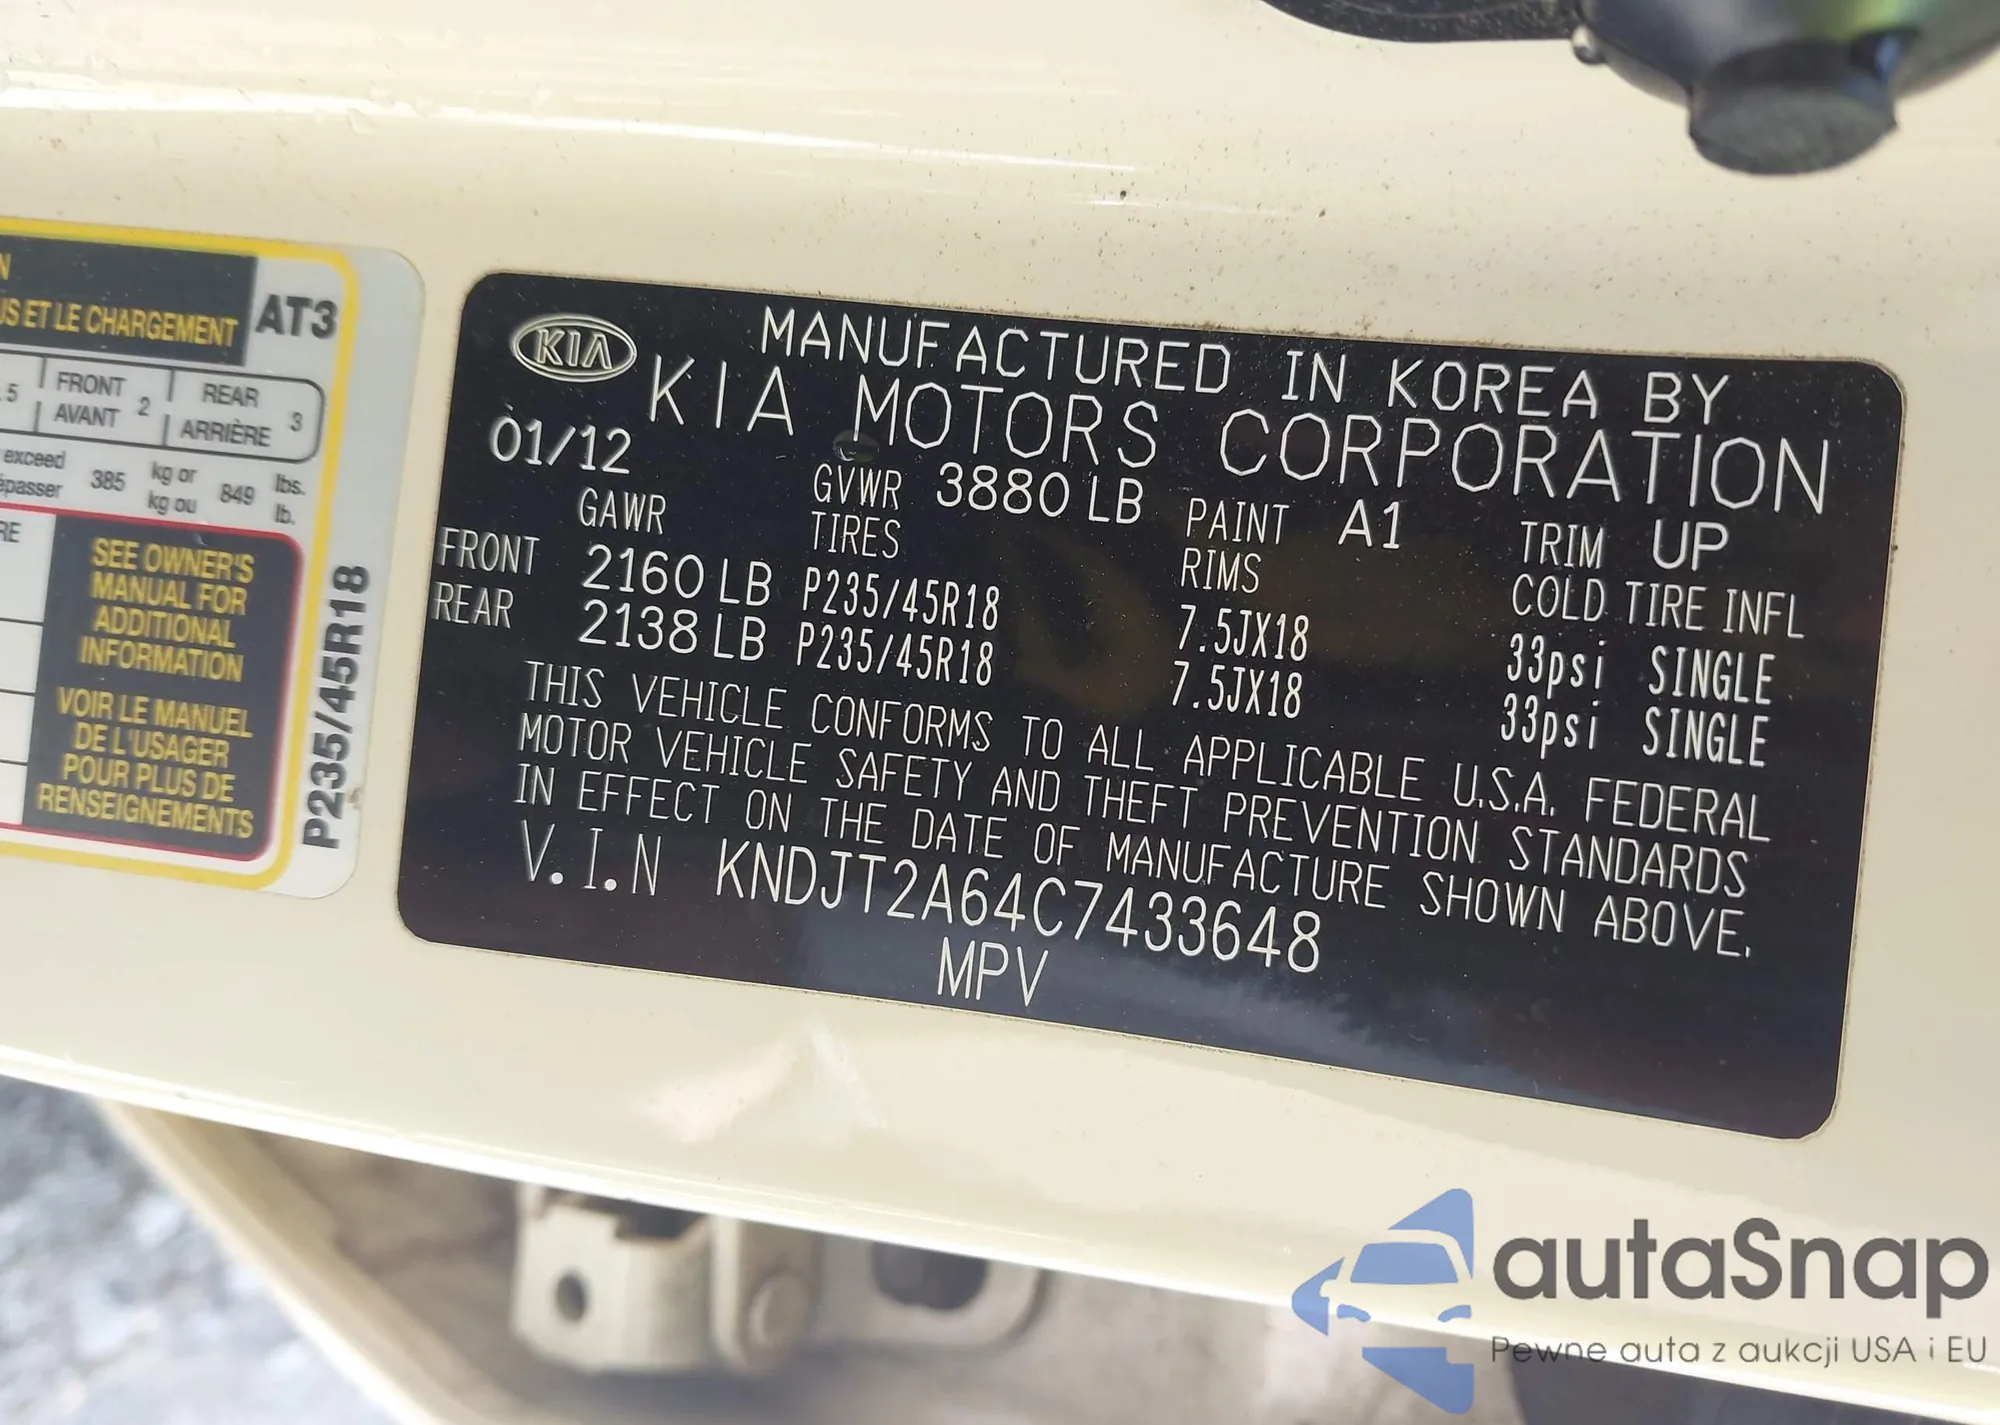 N
US ET LE CHARGEMENT
AT3
.5 FRONT 2 REAR 3
AVANT ARRIÈRE
exceed 385 kg or 849 lbs.
kg ou lb.
RE
SEE OWNER'S
MANUAL FOR
ADDITIONAL
INFORMATION
VOIR LE MANUEL
DE L'USAGER
POUR PLUS DE
RENSEIGNEMENTS
P235/45R18
KIA
MANUFACTURED IN KOREA BY
KIA MOTORS CORPORATION
01/12 GVWR 3880 LB PAINT A1 TRIM UP
GAWR TIRES RIMS COLD TIRE INFL
FRONT 2160 LB P235/45R18 7.5JX18 33psi SINGLE
REAR 2138 LB P235/45R18 7.5JX18 33psi SINGLE
THIS VEHICLE CONFORMS TO ALL APPLICABLE U.S.A. FEDERAL
MOTOR VEHICLE SAFETY AND THEFT PREVENTION STANDARDS
IN EFFECT ON THE DATE OF MANUFACTURE SHOWN ABOVE.
V.I.N KNDJT2A64C7433648
MPV
autaSnap
Pewne auta z aukcji USA i EU